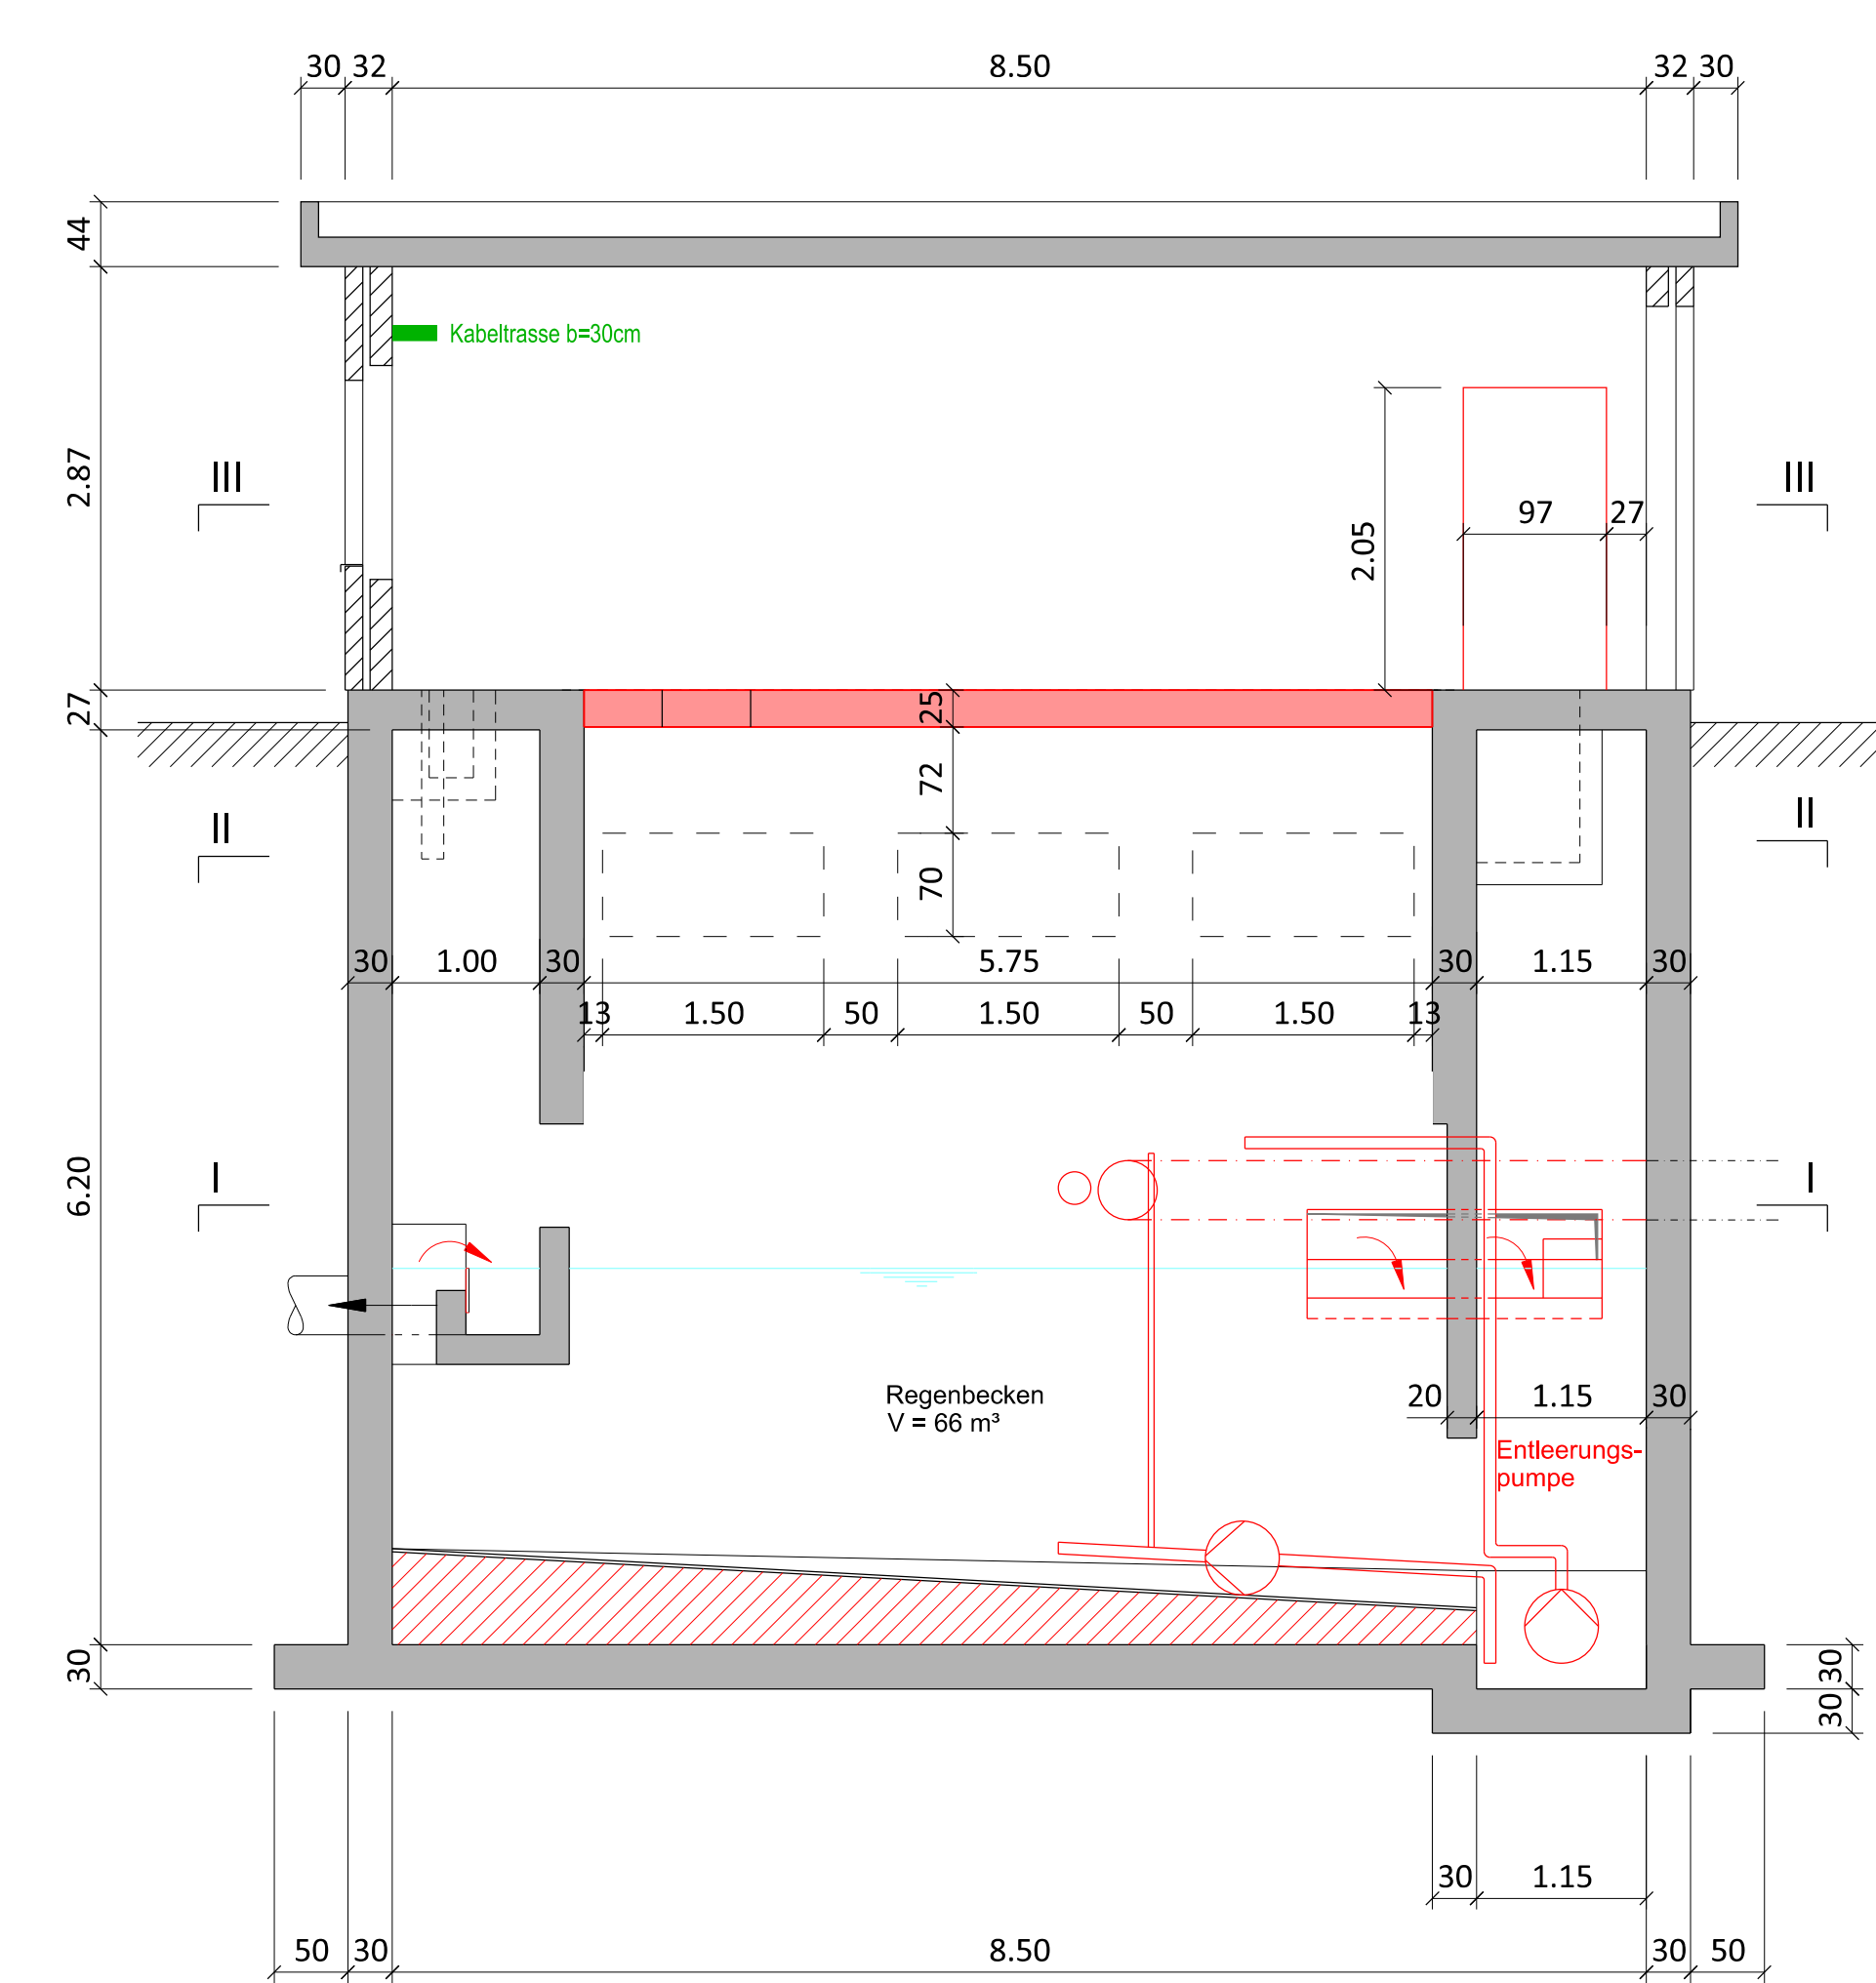 30 32 8.50 32 30
44
Kabeltrasse b=30cm
2.87
III III
97 27
2.05
27
25
72
II II
70
30 1.00 30 5.75 30 1.15 30
13 1.50 50 1.50 50 1.50 13
6.20
I I
Regenbecken
V = 66 m³
20 1.15 30
Entleerungs-
pumpe
30 30
30
30 1.15
50 30 8.50 30 50